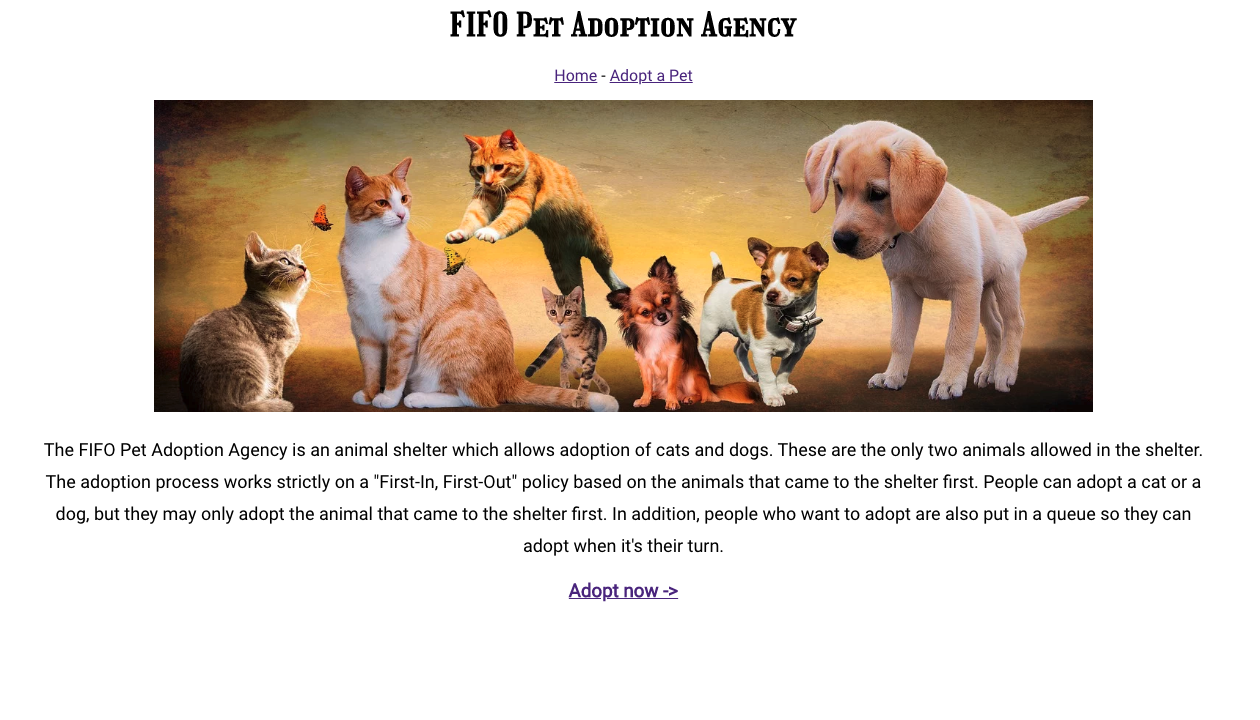 FIFO Pet Adoption Agency
Home - Adopt a Pet
The FIFO Pet Adoption Agency is an animal shelter which allows adoption of cats and dogs. These are the only two animals allowed in the shelter.
The adoption process works strictly on a "First-In, First-Out" policy based on the animals that came to the shelter first. People can adopt a cat or a
dog, but they may only adopt the animal that came to the shelter first. In addition, people who want to adopt are also put in a queue so they can
adopt when it's their turn.
Adopt now ->